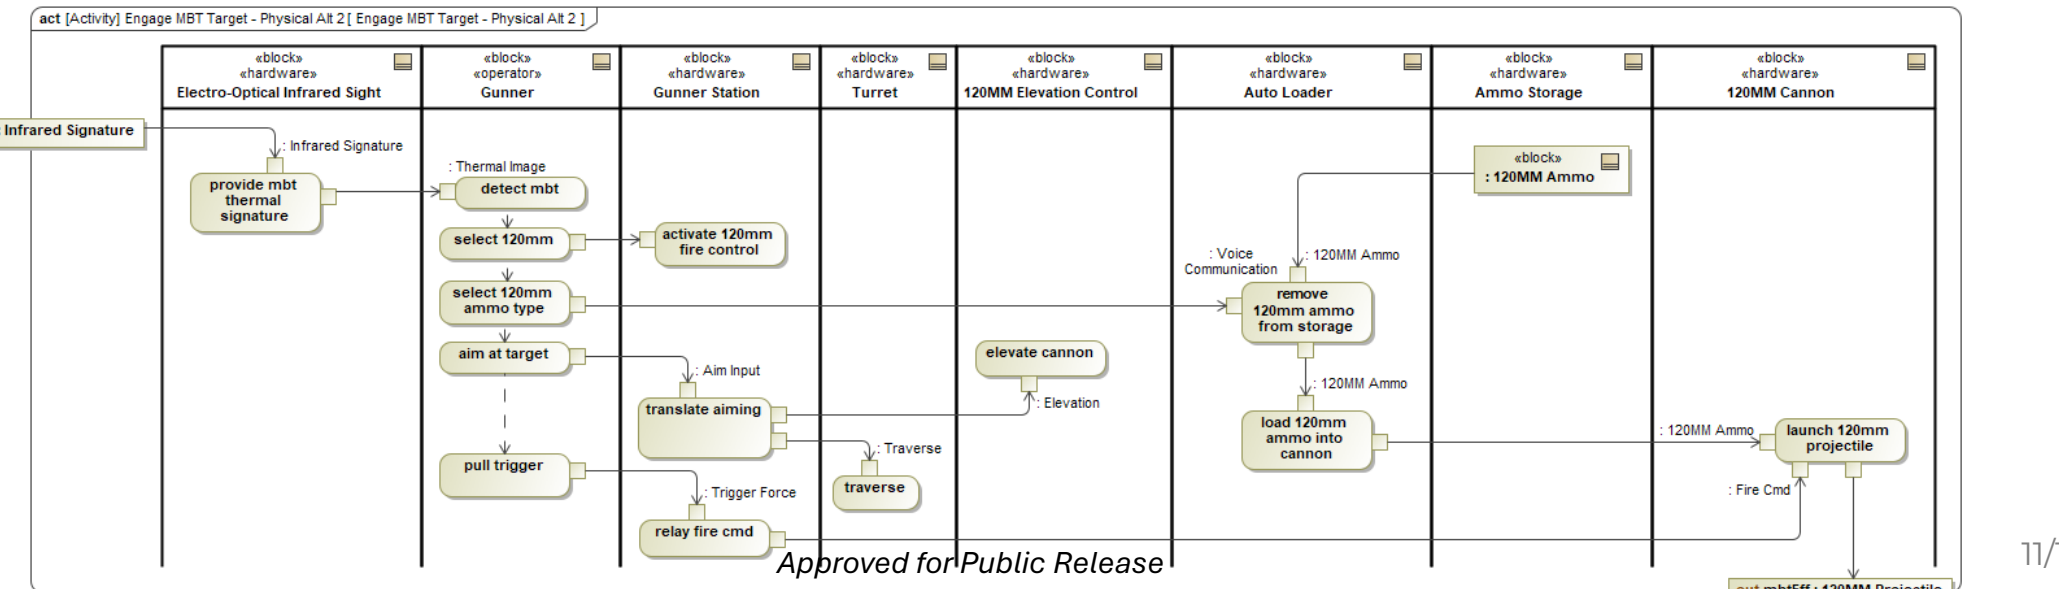 act [Activity] Engage MBT Target - Physical Alt 2 [ Engage MBT Target - Physical Alt 2 ]
«block»
«hardware»
Electro-Optical Infrared Sight
«block»
«operator»
Gunner
«block»
«hardware»
Gunner Station
«block»
«hardware»
Turret
«block»
«hardware»
120MM Elevation Control
«block»
«hardware»
Auto Loader
«block»
«hardware»
Ammo Storage
«block»
«hardware»
120MM Cannon
: Infrared Signature
: Infrared Signature
provide mbt
thermal
signature
: Thermal Image
detect mbt
select 120mm
activate 120mm
fire control
select 120mm
ammo type
aim at target
: Aim Input
translate aiming
pull trigger
: Trigger Force
relay fire cmd
: Traverse
traverse
elevate cannon
: Elevation
«block»
: 120MM Ammo
: Voice
Communication
: 120MM Ammo
remove
120mm ammo
from storage
: 120MM Ammo
load 120mm
ammo into
cannon
: 120MM Ammo
launch 120mm
projectile
: Fire Cmd
out mbtEff : 120MM Projectile
Approved for Public Release
11/